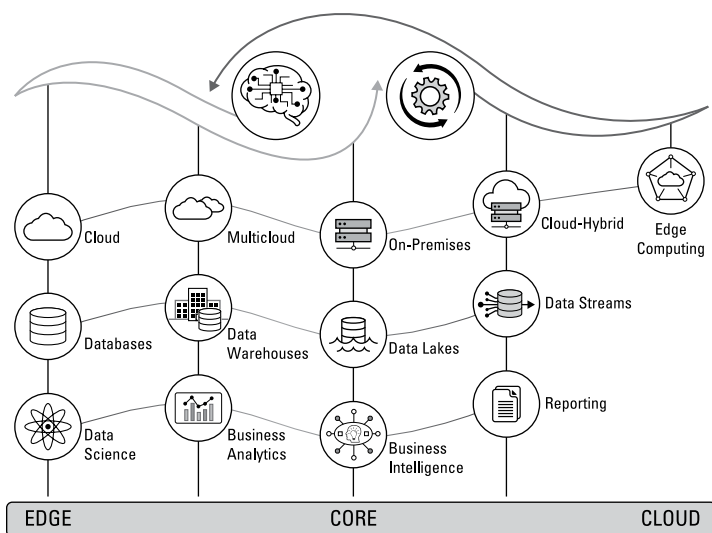 Cloud
Multicloud
On-Premises
Cloud-Hybrid
Edge
Computing
Databases
Data
Warehouses
Data Lakes
Data Streams
Data
Science
Business
Analytics
Business
Intelligence
Reporting
EDGE
CORE
CLOUD